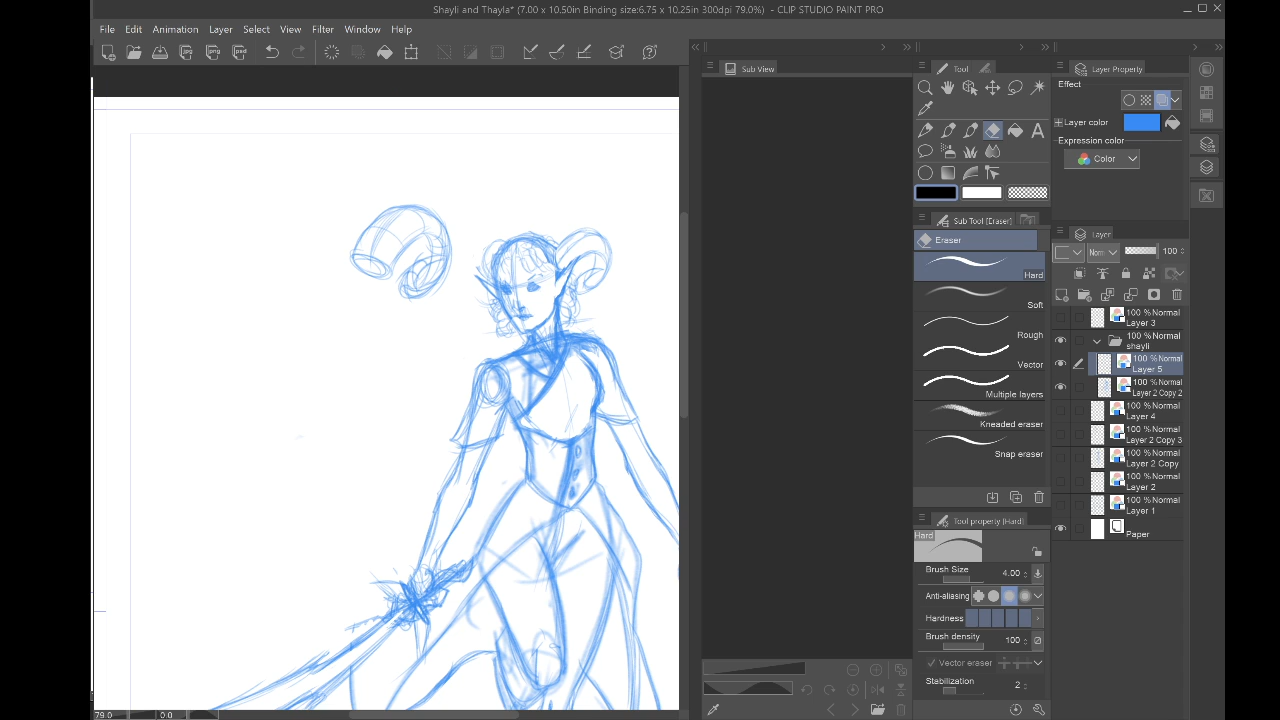 Shayli and Thayla* (7.00 x 10.50in Binding size:6.75 x 10.25in 300dpi 79.0%) - CLIP STUDIO PAINT PRO
File Edit Animation Layer Select View Filter Window Help
Sub View
Tool
Layer Property
Effect
Layer color
Expression color
Color
Sub Tool [Eraser]
Eraser
Hard
Soft
Rough
Vector
Multiple layers
Kneaded eraser
Snap eraser
Layer
Norm
100
100 %Normal
Layer 3
100 %Normal
shayli
100 %Normal
Layer 5
100 %Normal
Layer 2 Copy 2
100 %Normal
Layer 4
100 %Normal
Layer 2 Copy 3
100 %Normal
Layer 2 Copy
100 %Normal
Layer 2
100 %Normal
Layer 1
Paper
Tool property [Hard]
Hard
Brush Size
4.00
Anti-aliasing
Hardness
Brush density
100
Vector eraser
Stabilization
2
79.0
0.0